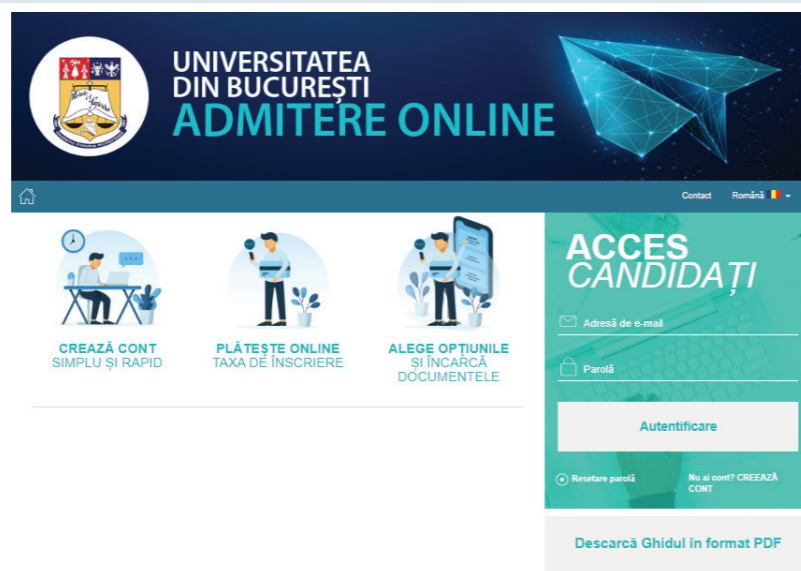 UNIVERSITATEA
DIN BUCUREȘTI
ADMITERE ONLINE
Contact
Română
CREAZĂ CONT
SIMPLU ȘI RAPID
PLĂTEȘTE ONLINE
TAXA DE ÎNSCRIERE
ALEGE OPȚIUNILE
ȘI ÎNCARCĂ
DOCUMENTELE
ACCES
CANDIDAȚI
Adresă de e-mail
Parolă
Autentificare
Resetare parolă
Nu ai cont? CREEAZĂ
CONT
Descarcă Ghidul în format PDF